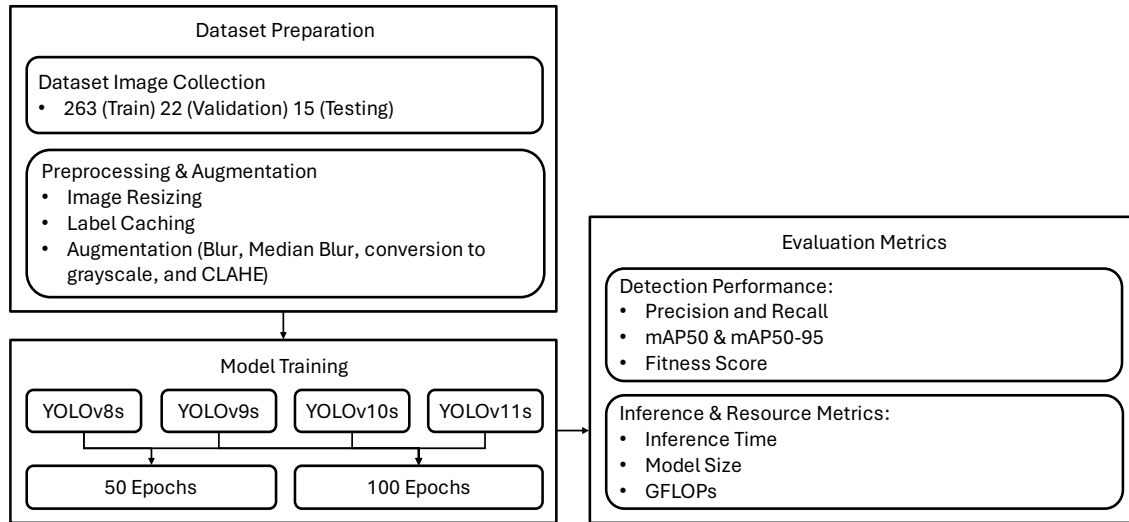 Dataset Preparation
Dataset Image Collection
• 263 (Train) 22 (Validation) 15 (Testing)
Preprocessing & Augmentation
• Image Resizing
• Label Caching
• Augmentation (Blur, Median Blur, conversion to
grayscale, and CLAHE)
Model Training
YOLOv8s
YOLOv9s
YOLOv10s
YOLOv11s
50 Epochs
100 Epochs
Evaluation Metrics
Detection Performance:
• Precision and Recall
• mAP50 & mAP50-95
• Fitness Score
Inference & Resource Metrics:
• Inference Time
• Model Size
• GFLOPs